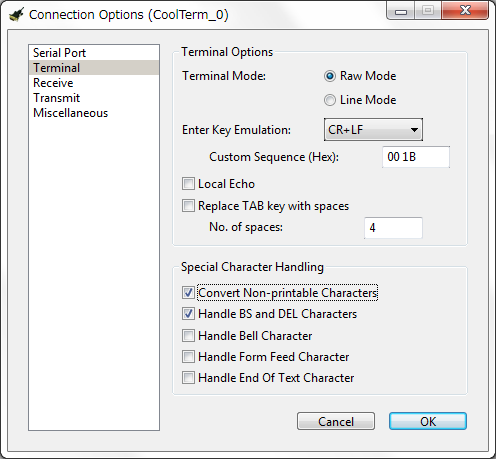 Connection Options (CoolTerm_0)
Serial Port
Terminal
Receive
Transmit
Miscellaneous
Terminal Options
Terminal Mode: Raw Mode
Line Mode
Enter Key Emulation: CR+LF
Custom Sequence (Hex): 00 1B
Local Echo
Replace TAB key with spaces
No. of spaces: 4
Special Character Handling
Convert Non-printable Characters
Handle BS and DEL Characters
Handle Bell Character
Handle Form Feed Character
Handle End Of Text Character
Cancel OK